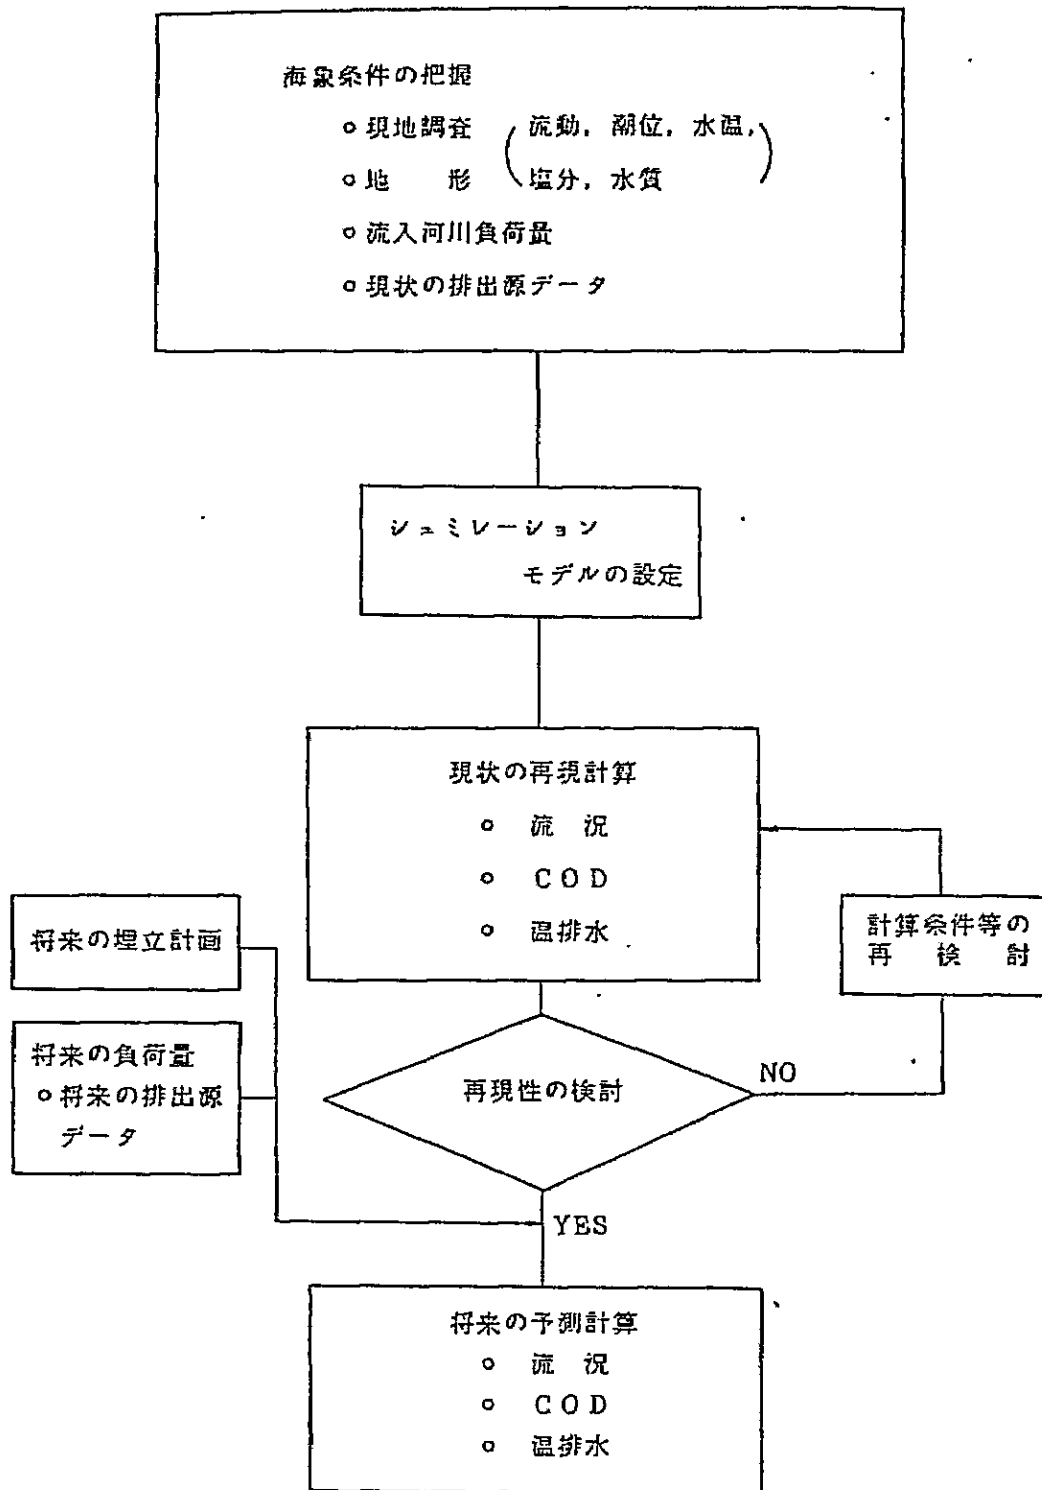 海象条件の把握
○ 現地調査 ( 流動, 潮位, 水温,
○ 地 形 塩分, 水質 )
○ 流入河川負荷量
○ 現状の排出源データ
シュミレーション
モデルの設定
現状の再現計算
○ 流 況
○ COD
○ 温排水
将来の埋立計画
計算条件等の
再 検 討
将来の負荷量
○ 将来の排出源
データ
再現性の検討
NO
YES
将来の予測計算
○ 流 況
○ COD
○ 温排水